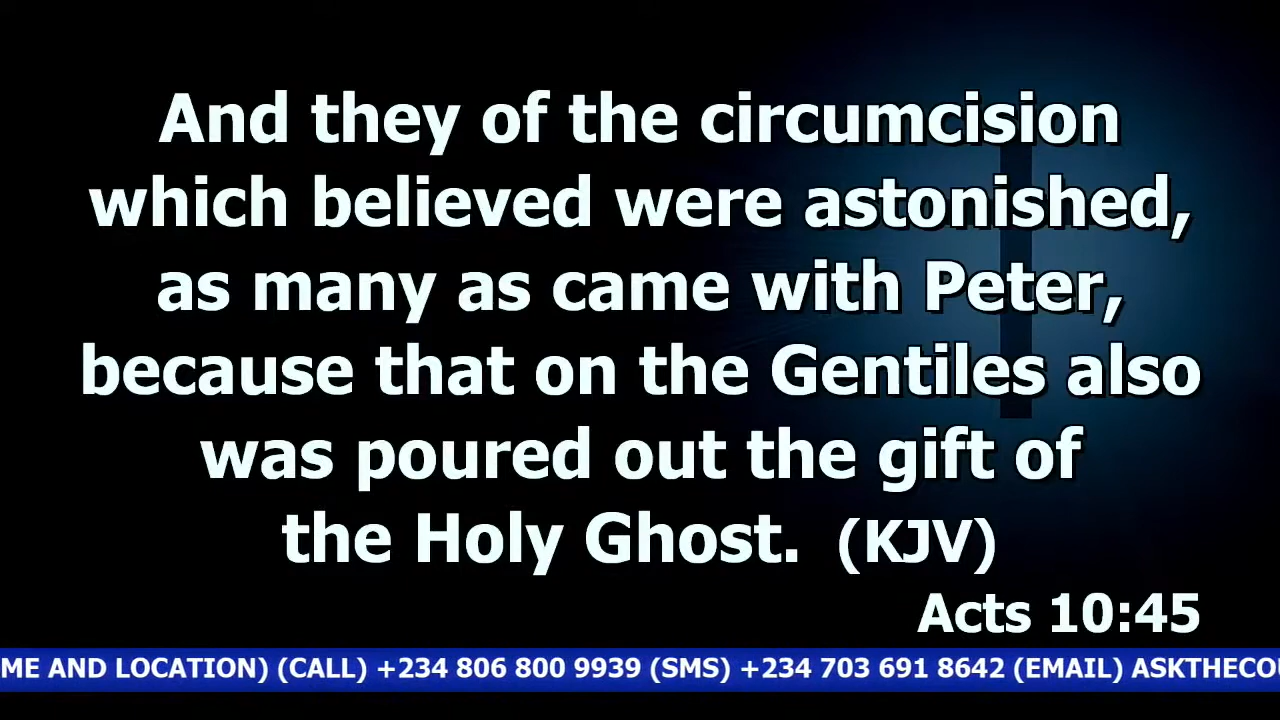 And they of the circumcision
which believed were astonished,
as many as came with Peter,
because that on the Gentiles also
was poured out the gift of
the Holy Ghost. (KJV)
Acts 10:45
AND LOCATION) (CALL) +234 806 800 9939 (SMS) +234 703 691 8642 (EMAIL)